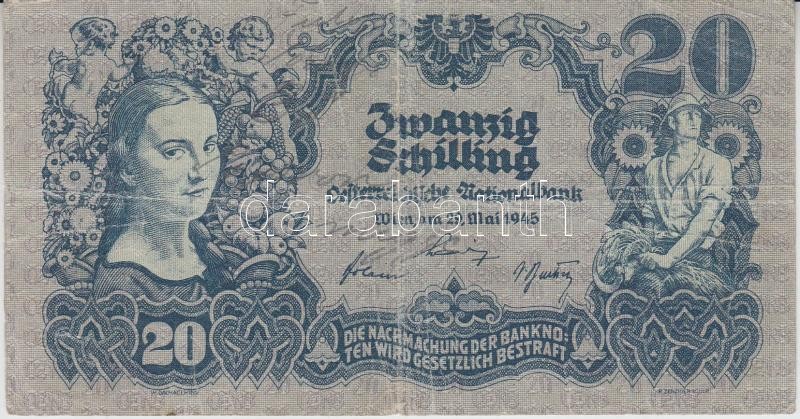 20
Zwanzig
Schilling
Oesterreichische Nationalbank
Wien, am 29. Mai 1945
darabanth
20
DIE NACHMACHUNG DER BANKNO=
TEN WIRD GESETZLICH BESTRAFT